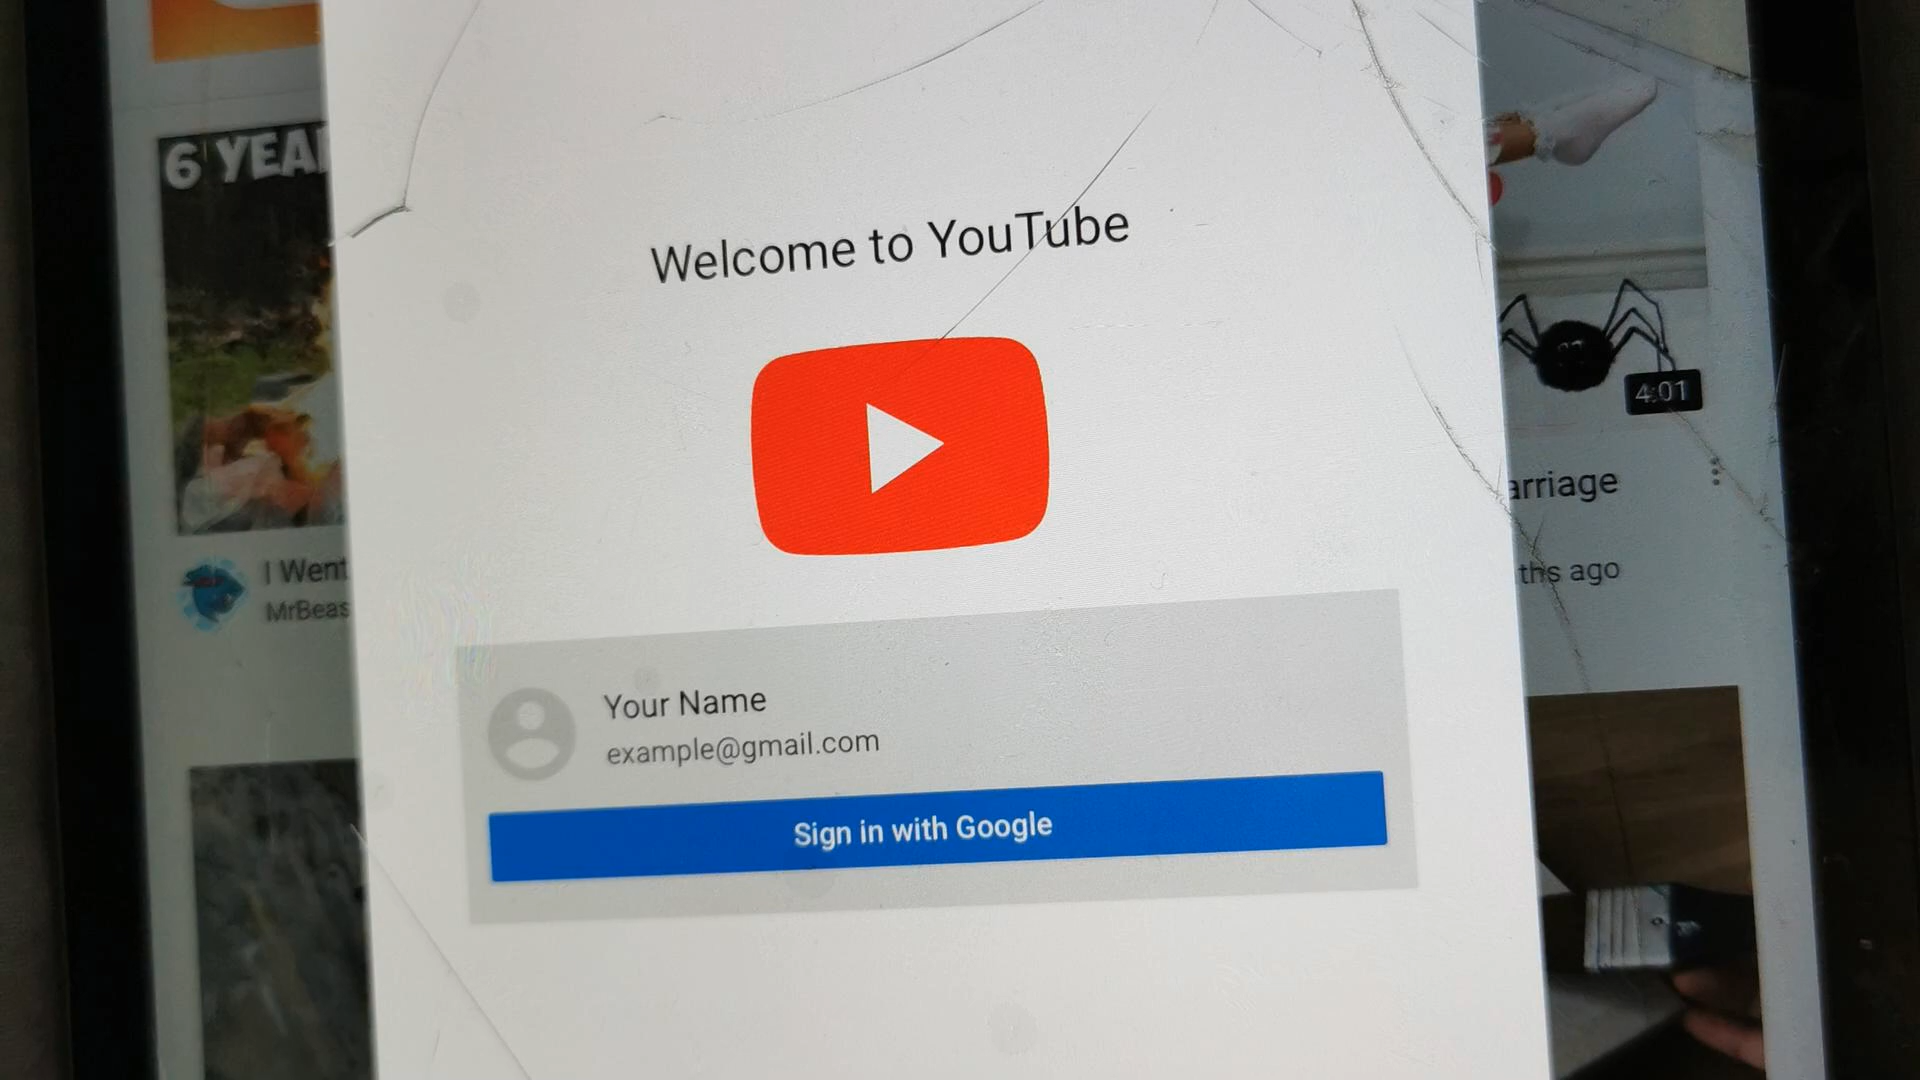 6 YEA
Welcome to YouTube
4:01
arriage
ths ago
I Went
MrBeas
Your Name
example@gmail.com
Sign in with Google